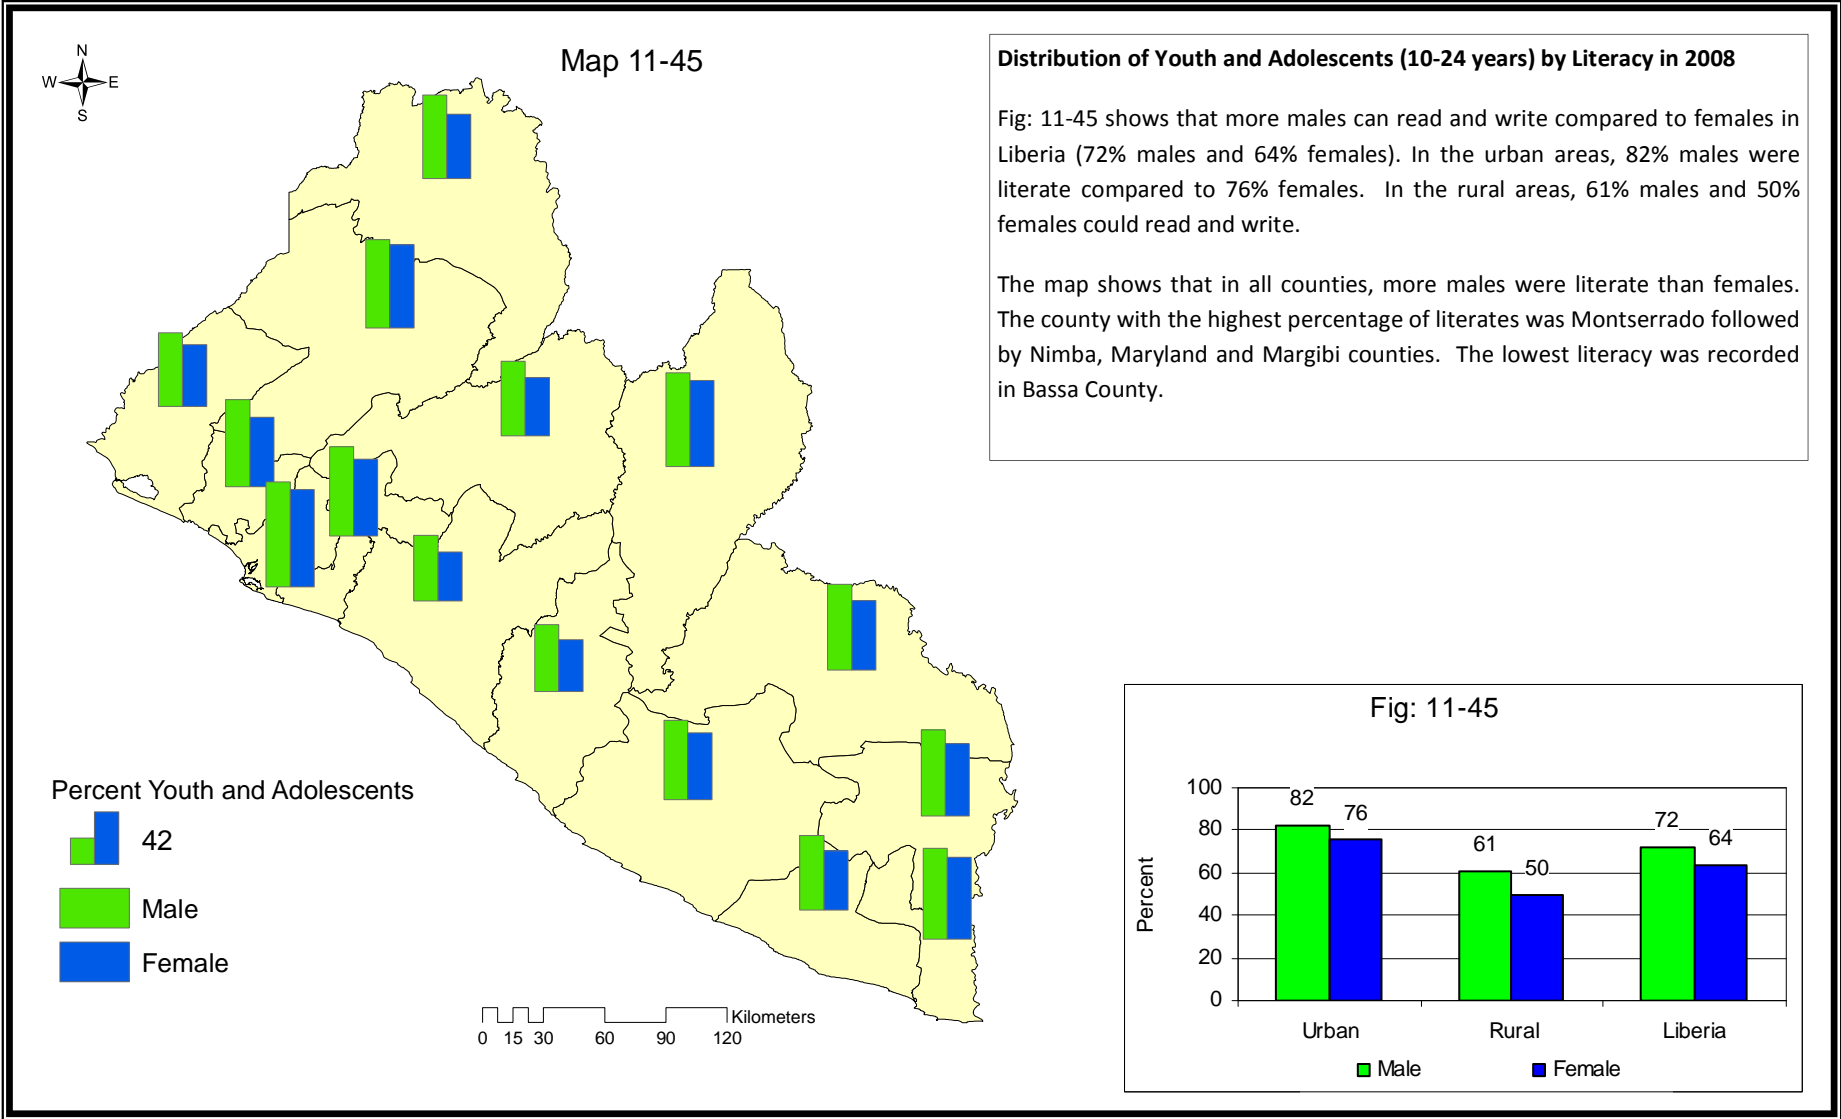 N
W E
S
Map 11-45
Distribution of Youth and Adolescents (10-24 years) by Literacy in 2008
Fig: 11-45 shows that more males can read and write compared to females in
Liberia (72% males and 64% females). In the urban areas, 82% males were
literate compared to 76% females. In the rural areas, 61% males and 50%
females could read and write.
The map shows that in all counties, more males were literate than females.
The county with the highest percentage of literates was Montserrado followed
by Nimba, Maryland and Margibi counties. The lowest literacy was recorded
in Bassa County.
Percent Youth and Adolescents
42
Male
Female
Kilometers
0 15 30 60 90 120
Fig: 11-45
Percent
100
80
60
40
20
0
82
76
61
50
72
64
Urban Rural Liberia
Male Female